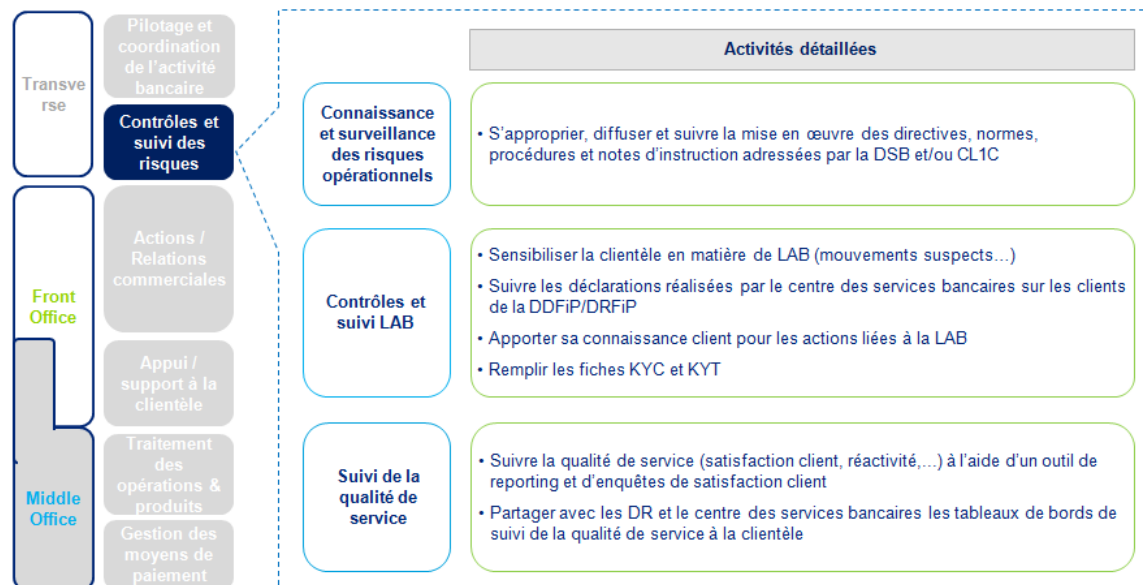 Transve
rse
Front
Office
Middle
Office
Pilotage et
coordination
de l'activité
bancaire
Contrôles et
suivi des
risques
Actions /
Relations
commerciales
Appui /
support à la
clientèle
Traitement
des
opérations &
produits
Gestion des
moyens de
paiement
Activités détaillées
Connaissance
et surveillance
des risques
opérationnels
• S'approprier, diffuser et suivre la mise en œuvre des directives, normes,
procédures et notes d'instruction adressées par la DSB et/ou CL1C
Contrôles et
suivi LAB
• Sensibiliser la clientèle en matière de LAB (mouvements suspects…)
• Suivre les déclarations réalisées par le centre des services bancaires sur les clients
de la DDFiP/DRFiP
• Apporter sa connaissance client pour les actions liées à la LAB
• Remplir les fiches KYC et KYT
Suivi de la
qualité de
service
• Suivre la qualité de service (satisfaction client, réactivité,…) à l'aide d'un outil de
reporting et d'enquêtes de satisfaction client
• Partager avec les DR et le centre des services bancaires les tableaux de bords de
suivi de la qualité de service à la clientèle